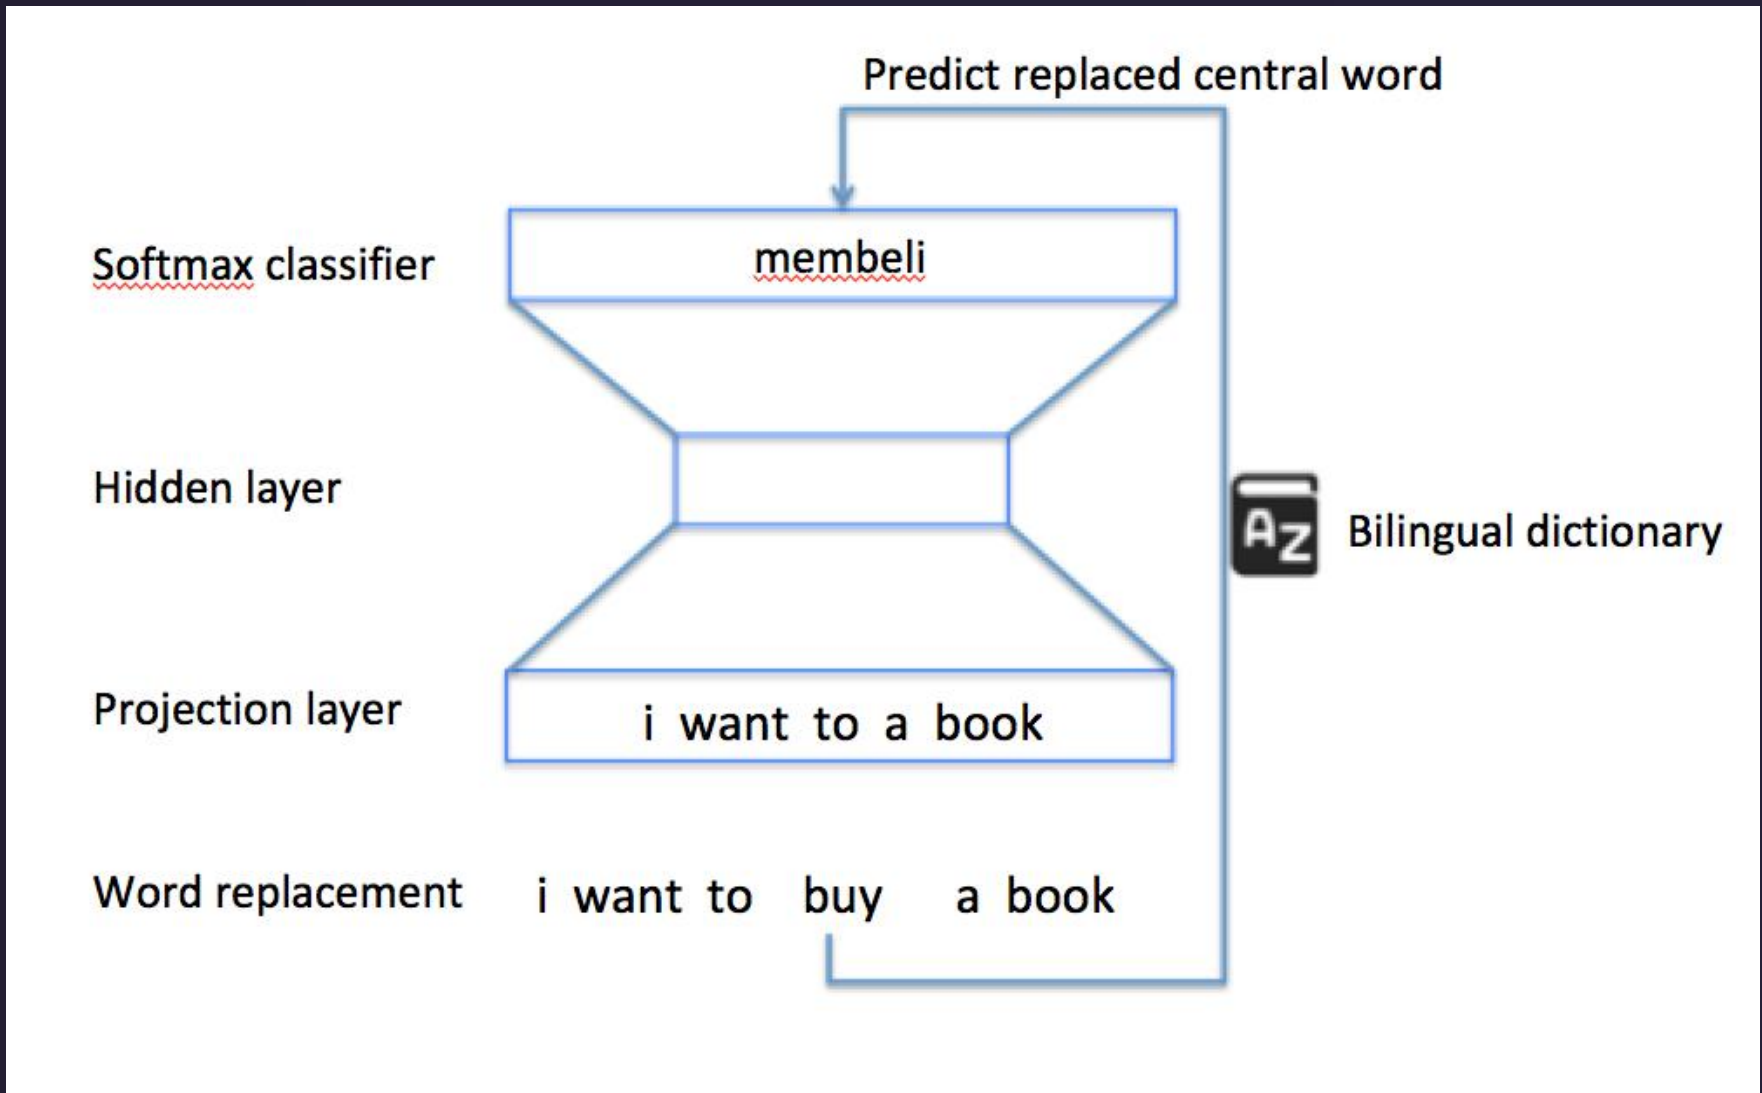 Predict replaced central word
Softmax classifier
membeli
Hidden layer
AZ
Bilingual dictionary
Projection layer
i want to a book
Word replacement
i want to buy a book